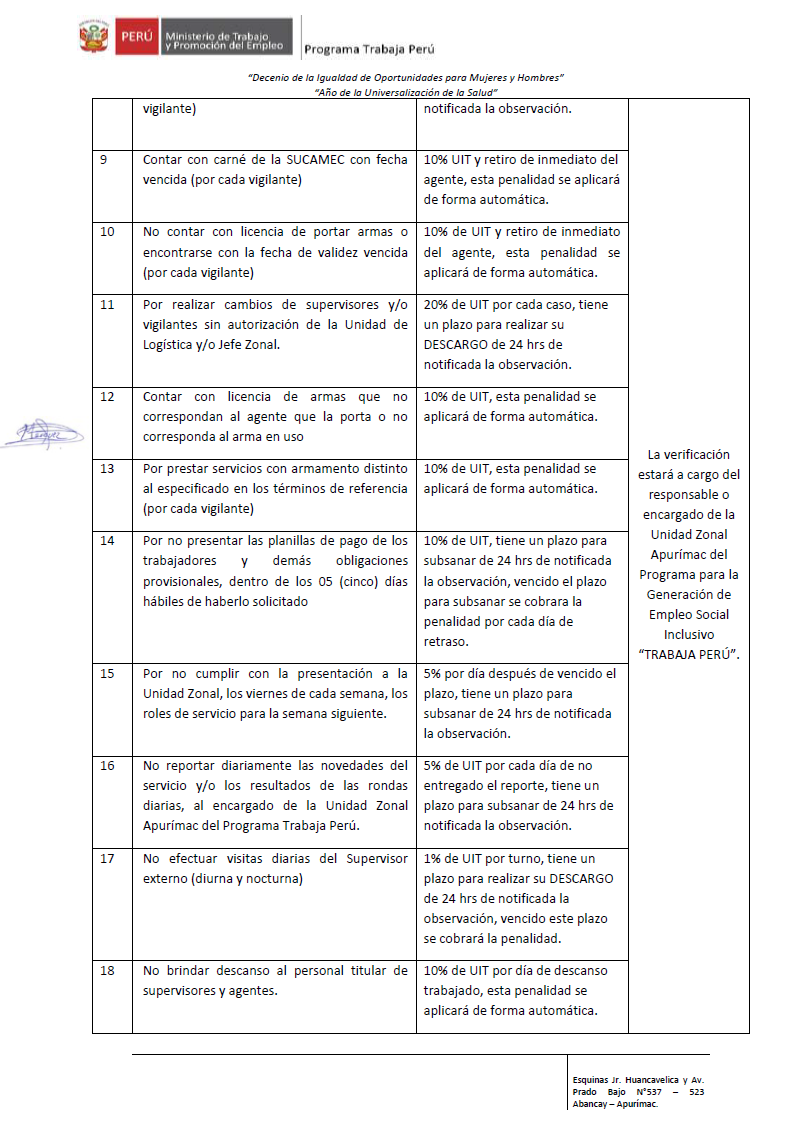 PERÚ
Ministerio de Trabajo
y Promoción del Empleo
Programa Trabaja Perú
“Decenio de la Igualdad de Oportunidades para Mujeres y Hombres”
“Año de la Universalización de la Salud”
vigilante)
notificada la observación.
9
Contar con carné de la SUCAMEC con fecha
vencida (por cada vigilante)
10% UIT y retiro de inmediato del
agente, esta penalidad se aplicará
de forma automática.
10
No contar con licencia de portar armas o
encontrarse con la fecha de validez vencida
(por cada vigilante)
10% de UIT y retiro de inmediato
del agente, esta penalidad se
aplicará de forma automática.
11
Por realizar cambios de supervisores y/o
vigilantes sin autorización de la Unidad de
Logística y/o Jefe Zonal.
20% de UIT por cada caso, tiene
un plazo para realizar su
DESCARGO de 24 hrs de
notificada la observación.
12
Contar con licencia de armas que no
correspondan al agente que la porta o no
corresponda al arma en uso
10% de UIT, esta penalidad se
aplicará de forma automática.
13
Por prestar servicios con armamento distinto
al especificado en los términos de referencia
(por cada vigilante)
10% de UIT, esta penalidad se
aplicará de forma automática.
14
Por no presentar las planillas de pago de los
trabajadores y demás obligaciones
provisionales, dentro de los 05 (cinco) días
hábiles de haberlo solicitado
10% de UIT, tiene un plazo para
subsanar de 24 hrs de notificada
la observación, vencido el plazo
para subsanar se cobrara la
penalidad por cada día de
retraso.
15
Por no cumplir con la presentación a la
Unidad Zonal, los viernes de cada semana, los
roles de servicio para la semana siguiente.
5% por día después de vencido el
plazo, tiene un plazo para
subsanar de 24 hrs de notificada
la observación.
16
No reportar diariamente las novedades del
servicio y/o los resultados de las rondas
diarias, al encargado de la Unidad Zonal
Apurímac del Programa Trabaja Perú.
5% de UIT por cada día de no
entregado el reporte, tiene un
plazo para subsanar de 24 hrs de
notificada la observación.
17
No efectuar visitas diarias del Supervisor
externo (diurna y nocturna)
1% de UIT por turno, tiene un
plazo para realizar su DESCARGO
de 24 hrs de notificada la
observación, vencido este plazo
se cobrará la penalidad.
18
No brindar descanso al personal titular de
supervisores y agentes.
10% de UIT por día de descanso
trabajado, esta penalidad se
aplicará de forma automática.
La verificación
estará a cargo del
responsable o
encargado de la
Unidad Zonal
Apurímac del
Programa para la
Generación de
Empleo Social
Inclusivo
“TRABAJA PERÚ”.
Esquinas Jr. Huancavelica y Av.
Prado Bajo N°537 – 523
Abancay – Apurímac.